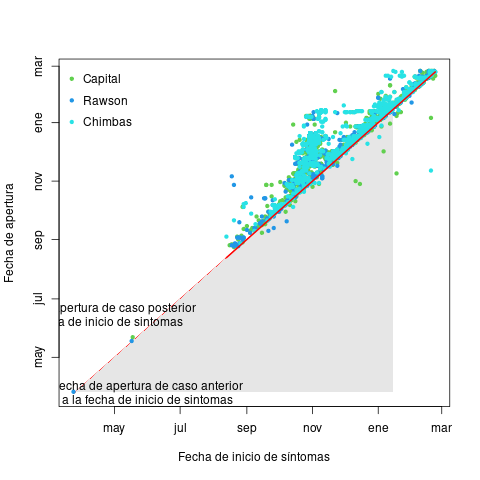 Capital
Rawson
Chimbas
mar
ene
nov
sep
jul
may
Fecha de apertura
pertura de caso posterior
a de inicio de sintomas
echa de apertura de caso anterior
a la fecha de inicio de sintomas
may
jul
sep
nov
ene
mar
Fecha de inicio de síntomas